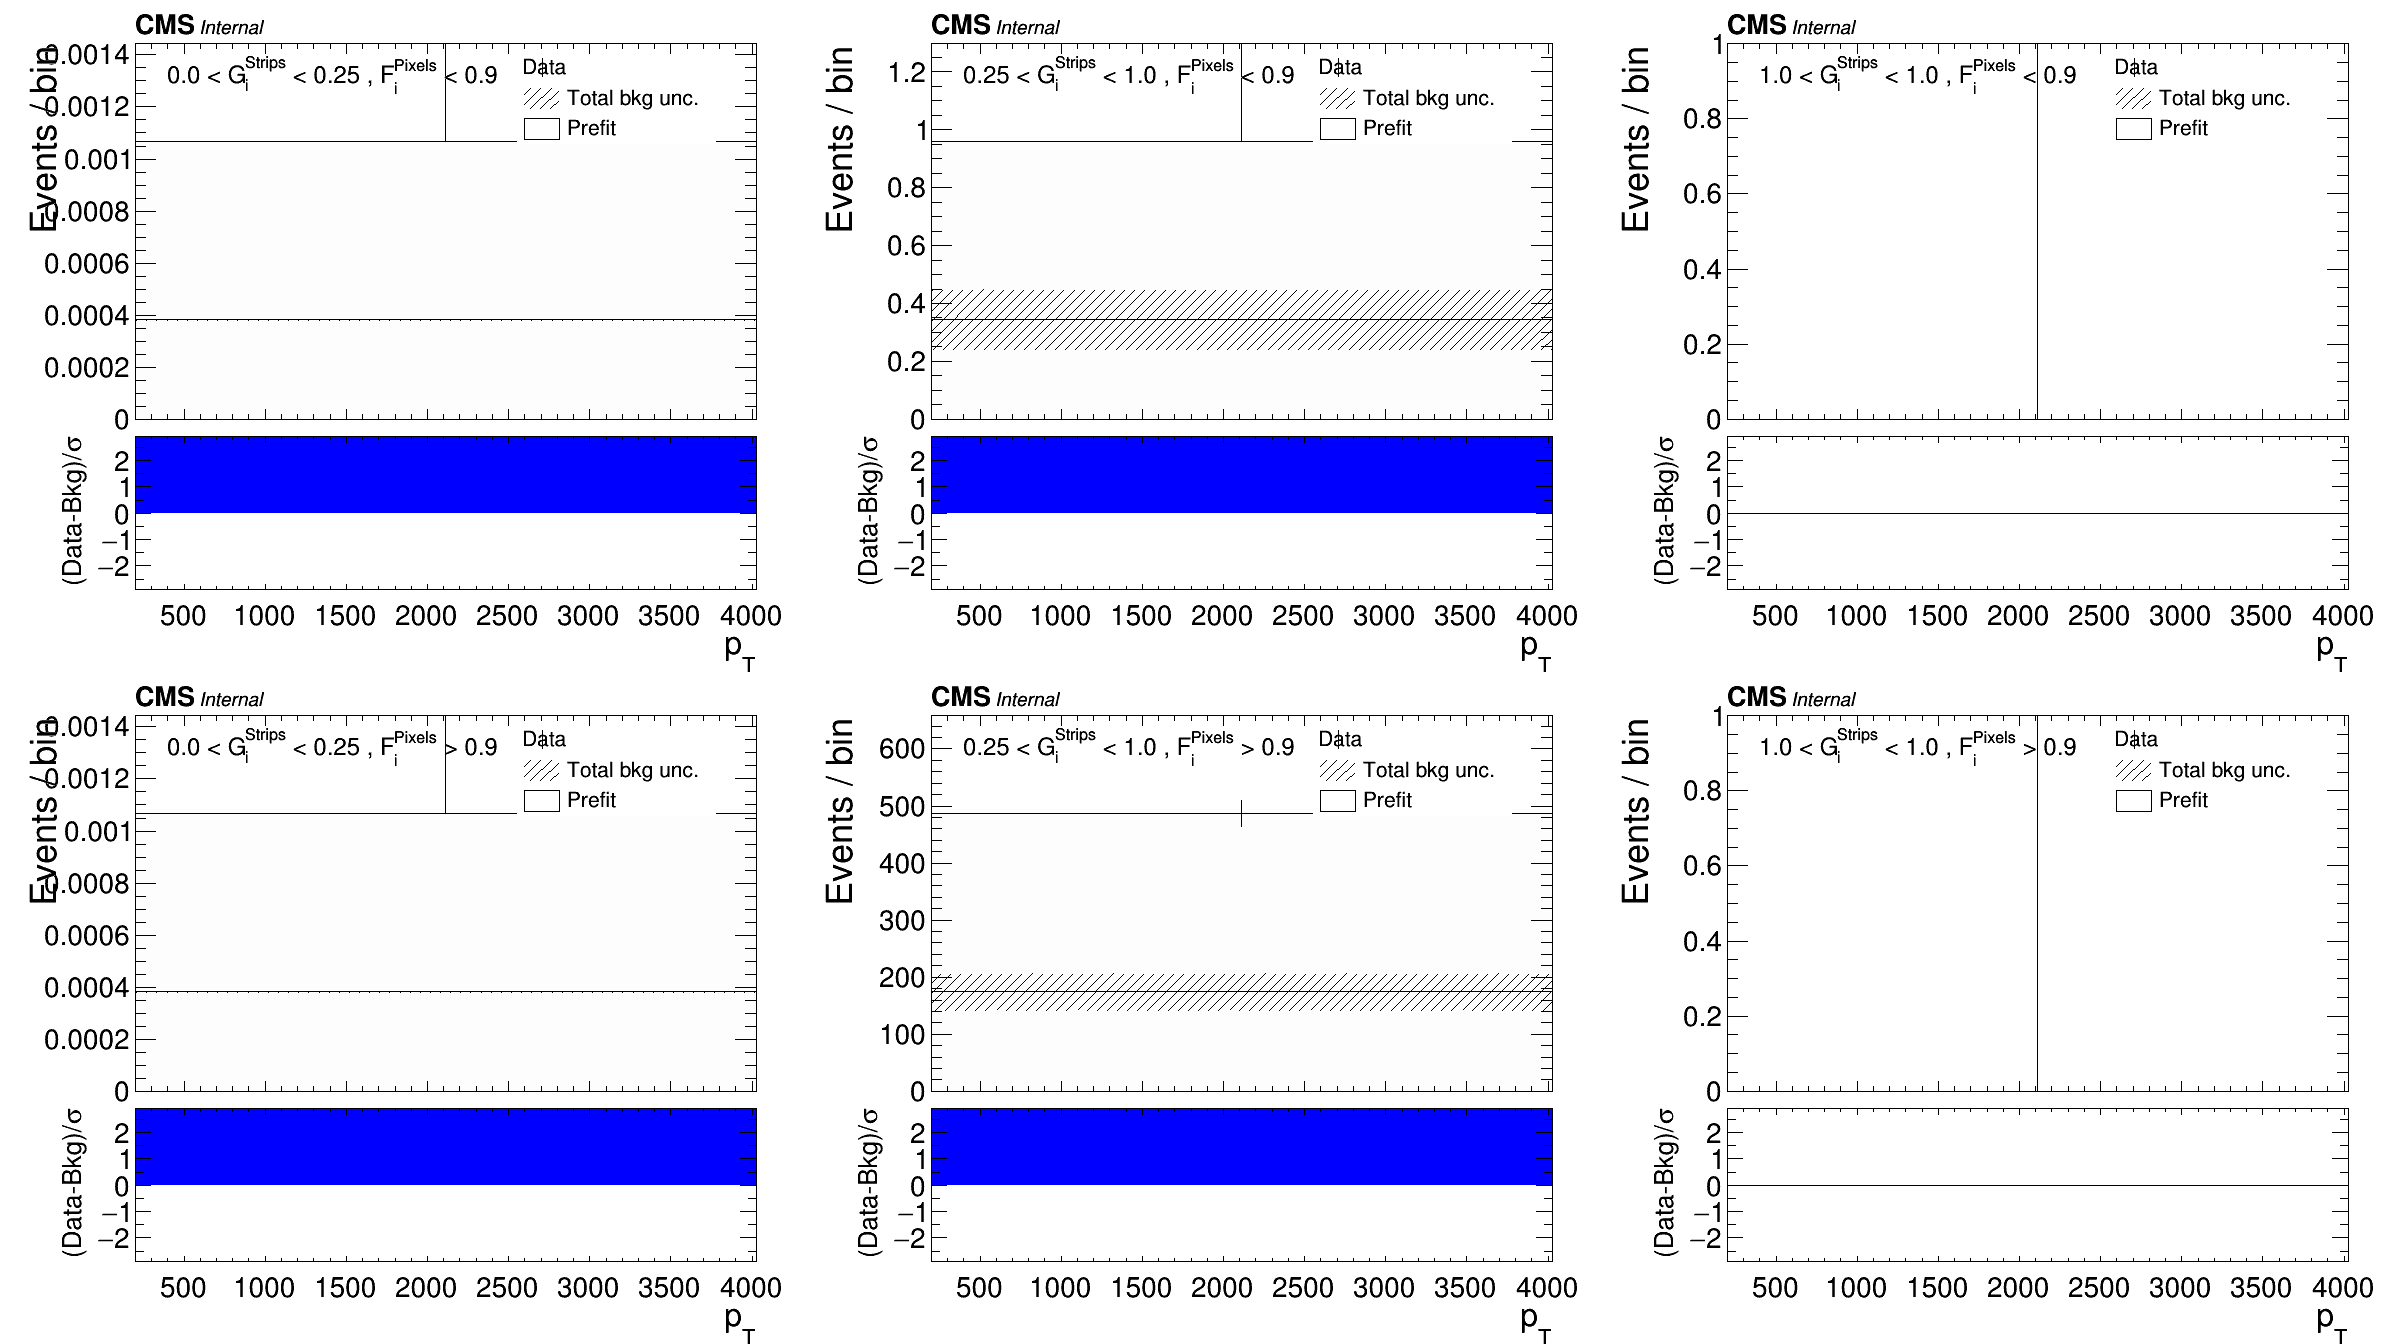 CMS Internal
Events / bin
0.0014
0.0012
0.001
0.0008
0.0006
0.0004
0.0002
0
0.0 < G_i^Strips < 0.25 , F_i^Pixels < 0.9
Data
Total bkg unc.
Prefit
(Data-Bkg)/σ
2
1
0
−1
−2
500 1000 1500 2000 2500 3000 3500 4000
p_T
CMS Internal
Events / bin
1.2
1
0.8
0.6
0.4
0.2
0
0.25 < G_i^Strips < 1.0 , F_i^Pixels < 0.9
Data
Total bkg unc.
Prefit
(Data-Bkg)/σ
2
1
0
−1
−2
500 1000 1500 2000 2500 3000 3500 4000
p_T
CMS Internal
Events / bin
1
0.8
0.6
0.4
0.2
0
1.0 < G_i^Strips < 1.0 , F_i^Pixels < 0.9
Data
Total bkg unc.
Prefit
(Data-Bkg)/σ
2
1
0
−1
−2
500 1000 1500 2000 2500 3000 3500 4000
p_T
CMS Internal
Events / bin
0.0014
0.0012
0.001
0.0008
0.0006
0.0004
0.0002
0
0.0 < G_i^Strips < 0.25 , F_i^Pixels > 0.9
Data
Total bkg unc.
Prefit
(Data-Bkg)/σ
2
1
0
−1
−2
500 1000 1500 2000 2500 3000 3500 4000
p_T
CMS Internal
Events / bin
600
500
400
300
200
100
0
0.25 < G_i^Strips < 1.0 , F_i^Pixels > 0.9
Data
Total bkg unc.
Prefit
(Data-Bkg)/σ
2
1
0
−1
−2
500 1000 1500 2000 2500 3000 3500 4000
p_T
CMS Internal
Events / bin
1
0.8
0.6
0.4
0.2
0
1.0 < G_i^Strips < 1.0 , F_i^Pixels > 0.9
Data
Total bkg unc.
Prefit
(Data-Bkg)/σ
2
1
0
−1
−2
500 1000 1500 2000 2500 3000 3500 4000
p_T